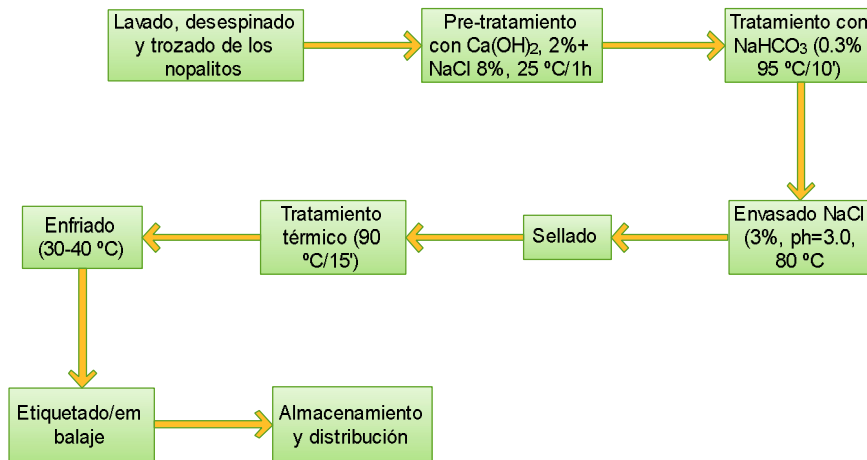 Lavado, desespinado
y trozado de los
nopalitos
Pre-tratamiento
con Ca(OH)2, 2%+
NaCl 8%, 25 ºC/1h
Tratamiento con
NaHCO3 (0.3%
95 ºC/10')
Envasado NaCl
(3%, ph=3.0,
80 ºC
Sellado
Tratamiento
térmico (90
ºC/15')
Enfriado
(30-40 ºC)
Etiquetado/em
balaje
Almacenamiento
y distribución